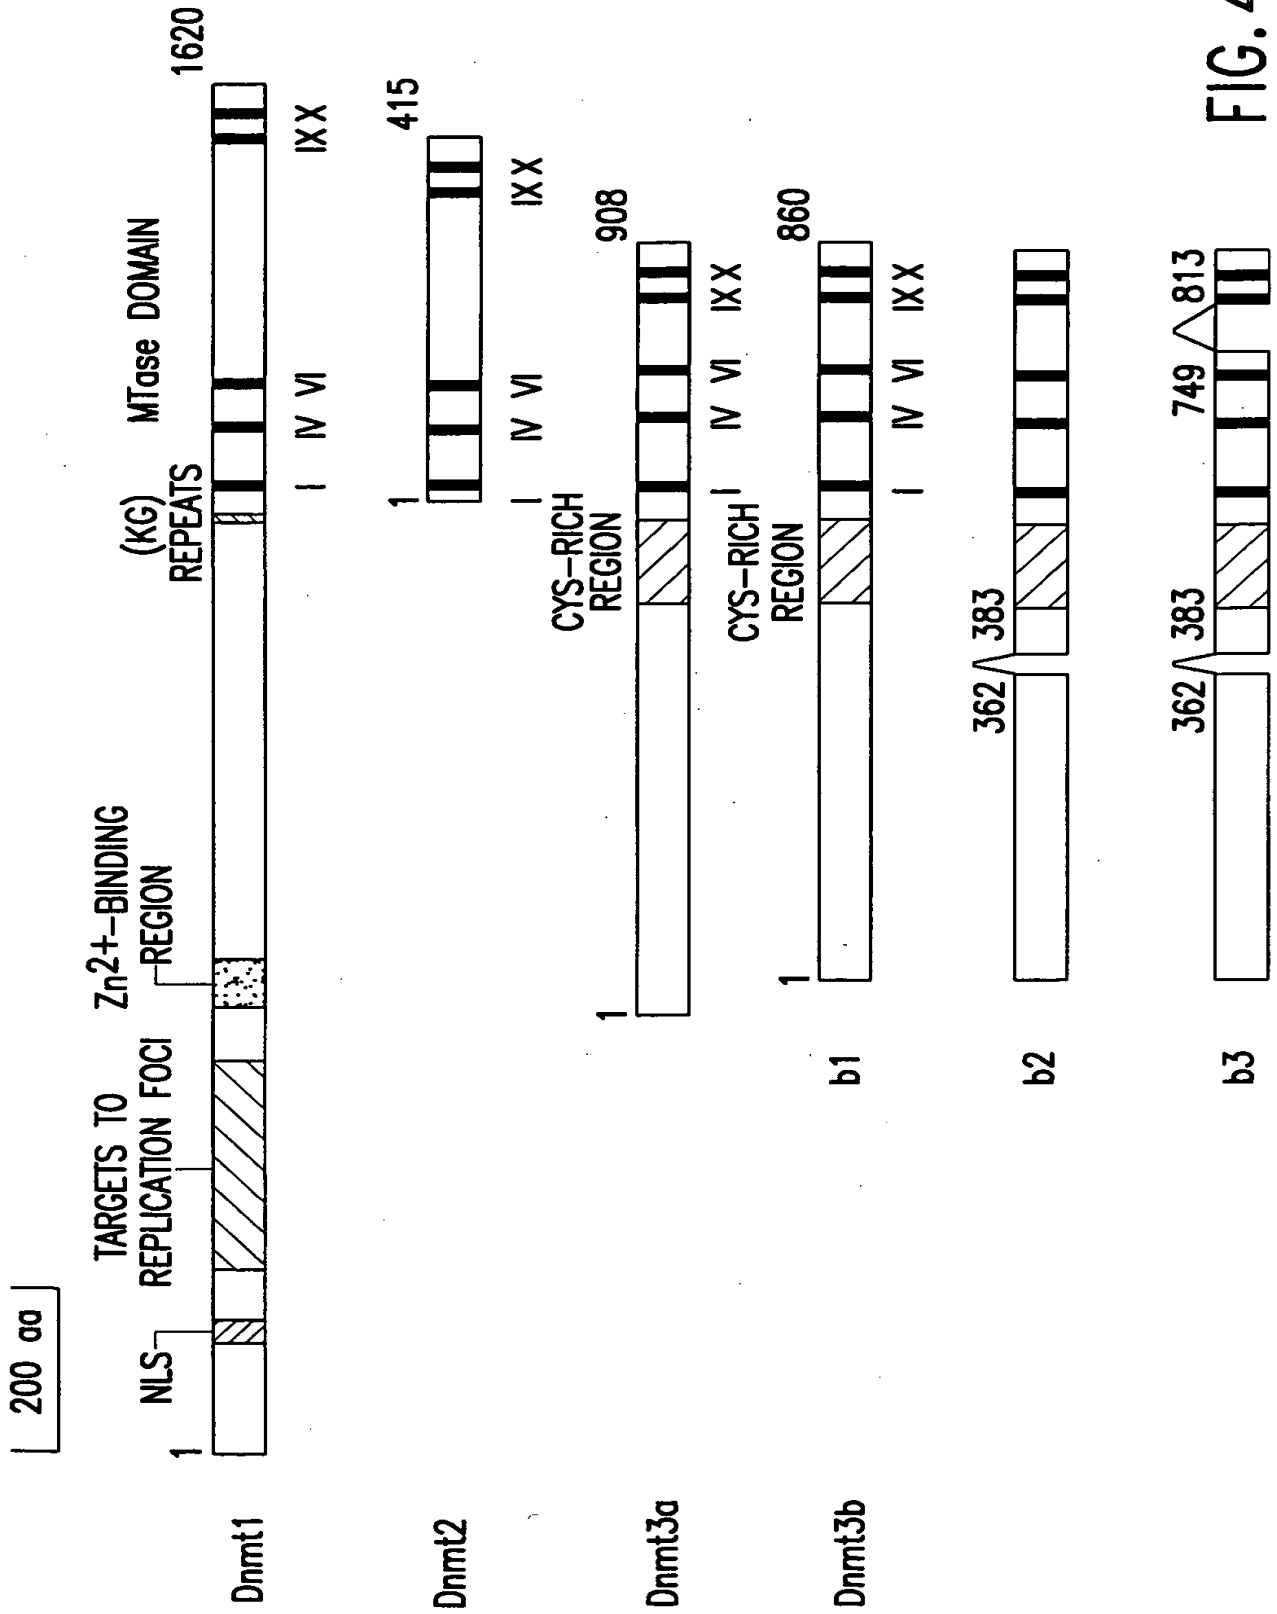 200 aa
Dnmt1
1
NLS
TARGETS TO
REPLICATION FOCI
Zn2+-BINDING
REGION
(KG)
REPEATS
MTase DOMAIN
1620
I IV VI IX X
Dnmt2
1
415
I IV VI IX X
Dnmt3a
1
CYS-RICH
REGION
908
I IV VI IX X
Dnmt3b
b1
1
CYS-RICH
REGION
860
I IV VI IX X
b2
362 383
b3
362 383 749 813
FIG. 4